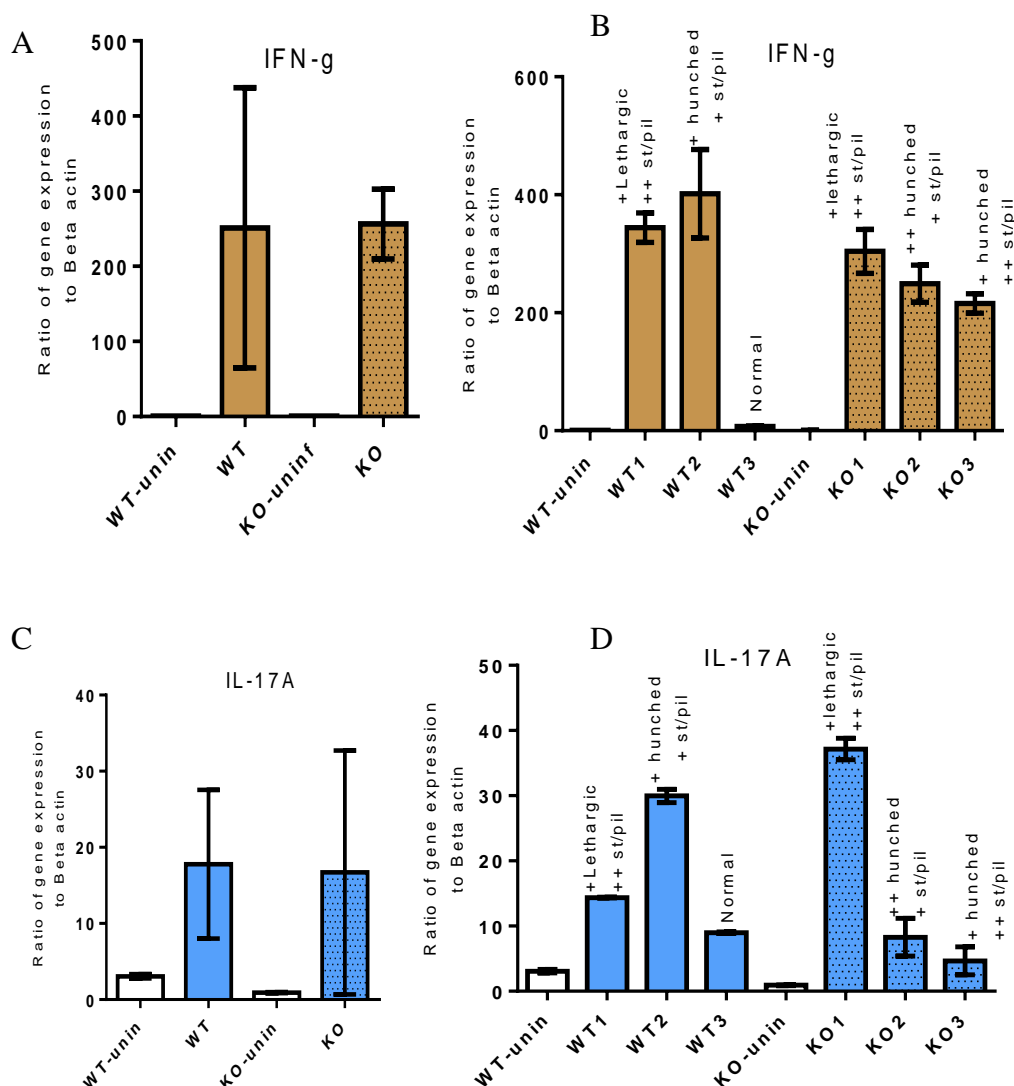 A
IFN-g
Ratio of gene expression
to Beta actin
500
400
300
200
100
0
WT-unin
WT
KO-uninf
KO
B
IFN-g
Ratio of gene expression
to Beta actin
600
400
200
0
+Lethargic
++ st/pil
+ hunched
+ st/pil
Normal
+lethargic
++ st/pil
++ hunched
+ st/pil
+ hunched
++ st/pil
WT-unin
WT1
WT2
WT3
KO-unin
KO1
KO2
KO3
C
IL-17A
Ratio of gene expression
to Beta actin
40
30
20
10
0
WT-unin
WT
KO-unin
KO
D
IL-17A
Ratio of gene expression
to Beta actin
50
40
30
20
10
0
+Lethargic
++ st/pil
+ hunched
+ st/pil
Normal
+lethargic
++ st/pil
++ hunched
+ st/pil
+ hunched
++ st/pil
WT-unin
WT1
WT2
WT3
KO-unin
KO1
KO2
KO3